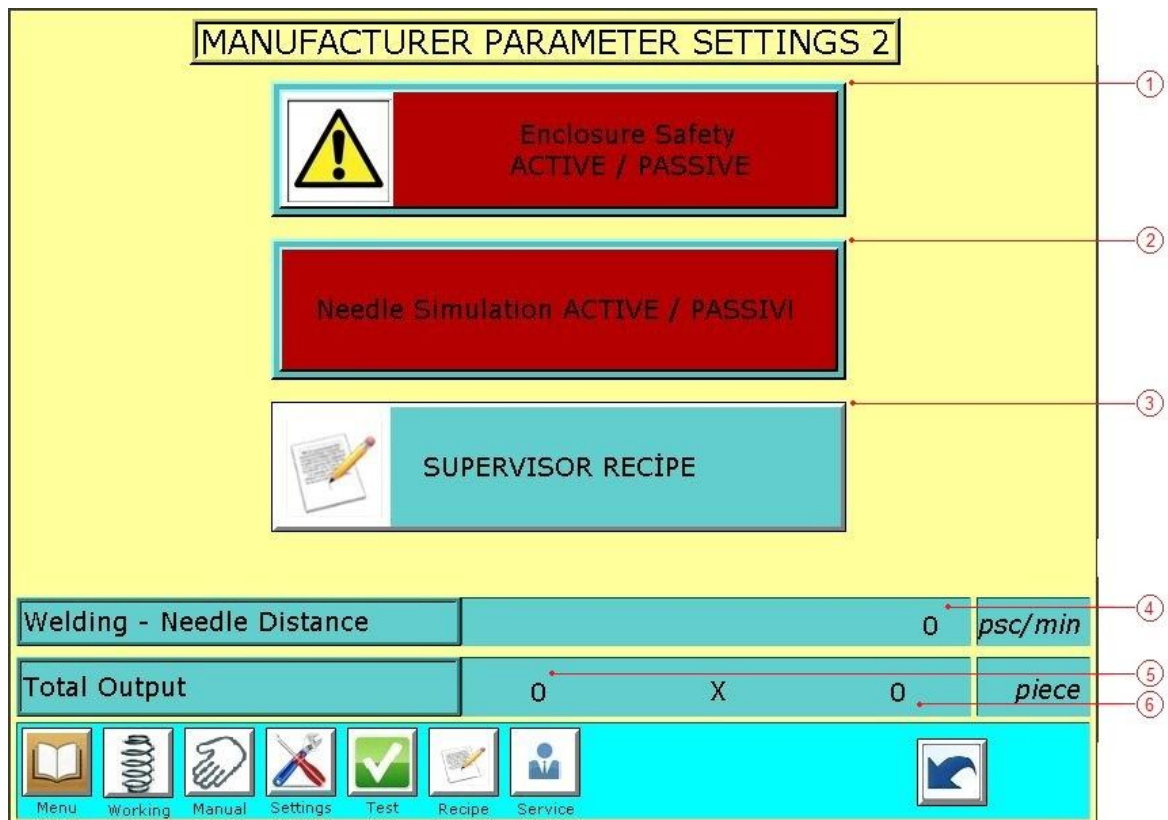 MANUFACTURER PARAMETER SETTINGS 2
1
Enclosure Safety
ACTIVE / PASSIVE
2
Needle Simulation ACTIVE / PASSIV!
3
SUPERVISOR RECİPE
Welding - Needle Distance 0 psc/min
4
Total Output 0 X 0 piece
5
6
Menu Working Manual Settings Test Recipe Service